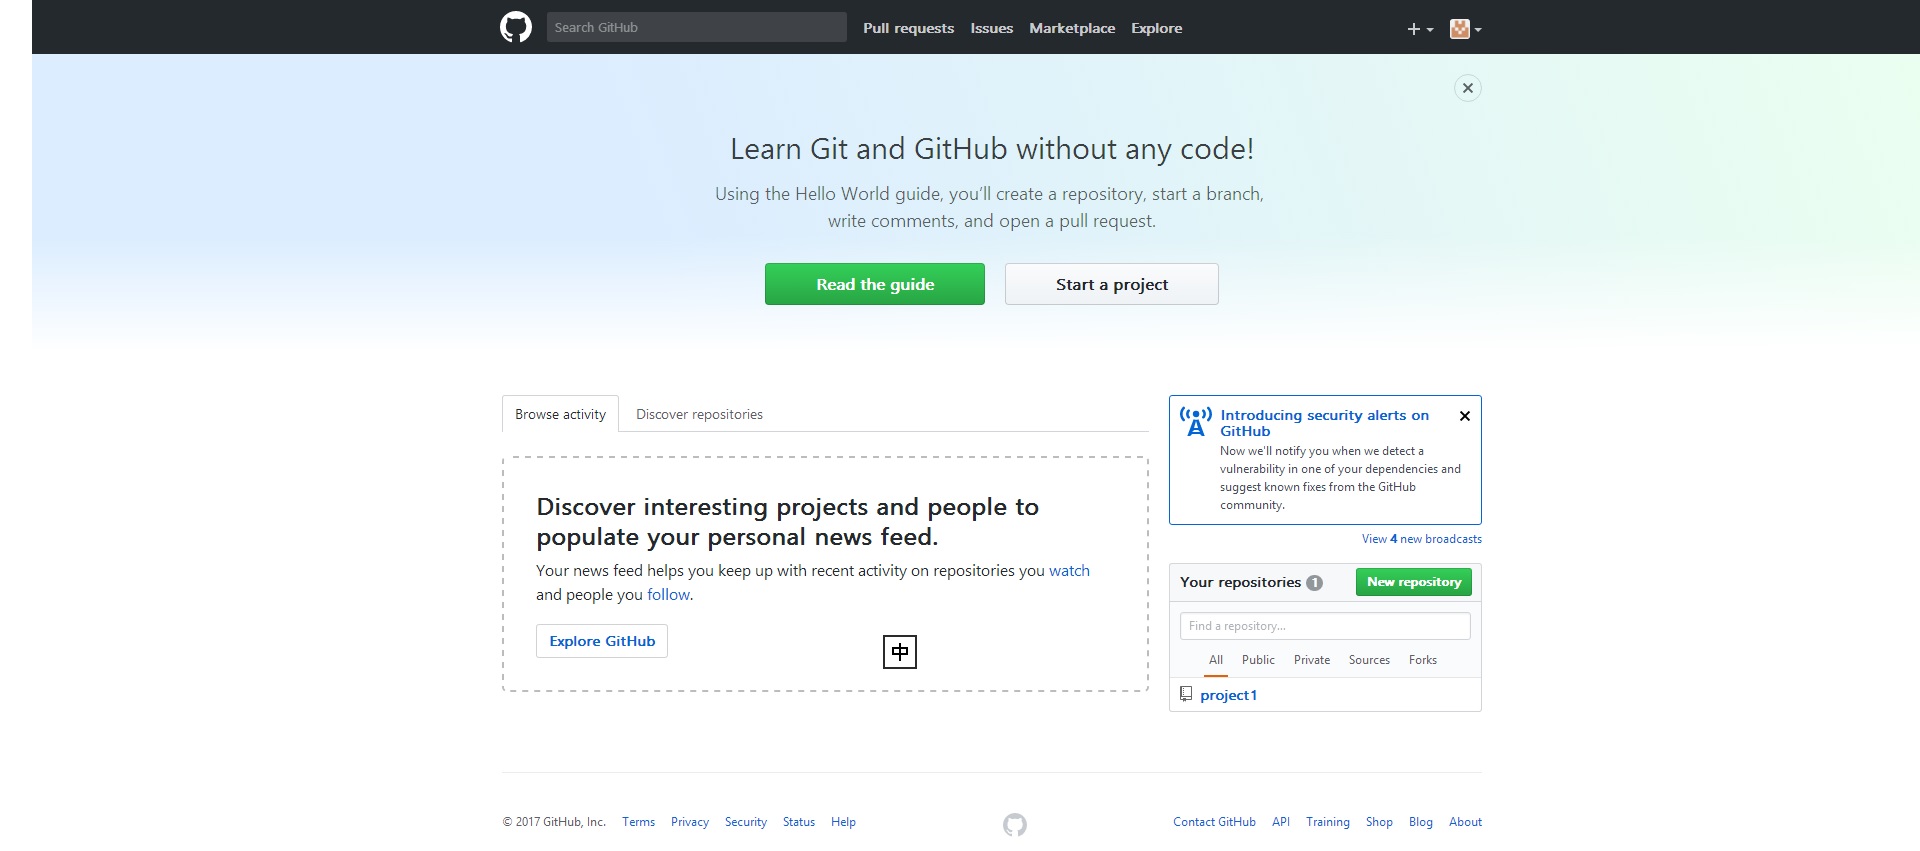 Search GitHub
Pull requests
Issues
Marketplace
Explore
Learn Git and GitHub without any code!
Using the Hello World guide, you’ll create a repository, start a branch,
write comments, and open a pull request.
Read the guide
Start a project
Browse activity
Discover repositories
Discover interesting projects and people to
populate your personal news feed.
Your news feed helps you keep up with recent activity on repositories you watch
and people you follow.
Explore GitHub
中
Introducing security alerts on
GitHub
Now we'll notify you when we detect a
vulnerability in one of your dependencies and
suggest known fixes from the GitHub
community.
View 4 new broadcasts
Your repositories 1
New repository
Find a repository...
All
Public
Private
Sources
Forks
project1
© 2017 GitHub, Inc.
Terms
Privacy
Security
Status
Help
Contact GitHub
API
Training
Shop
Blog
About